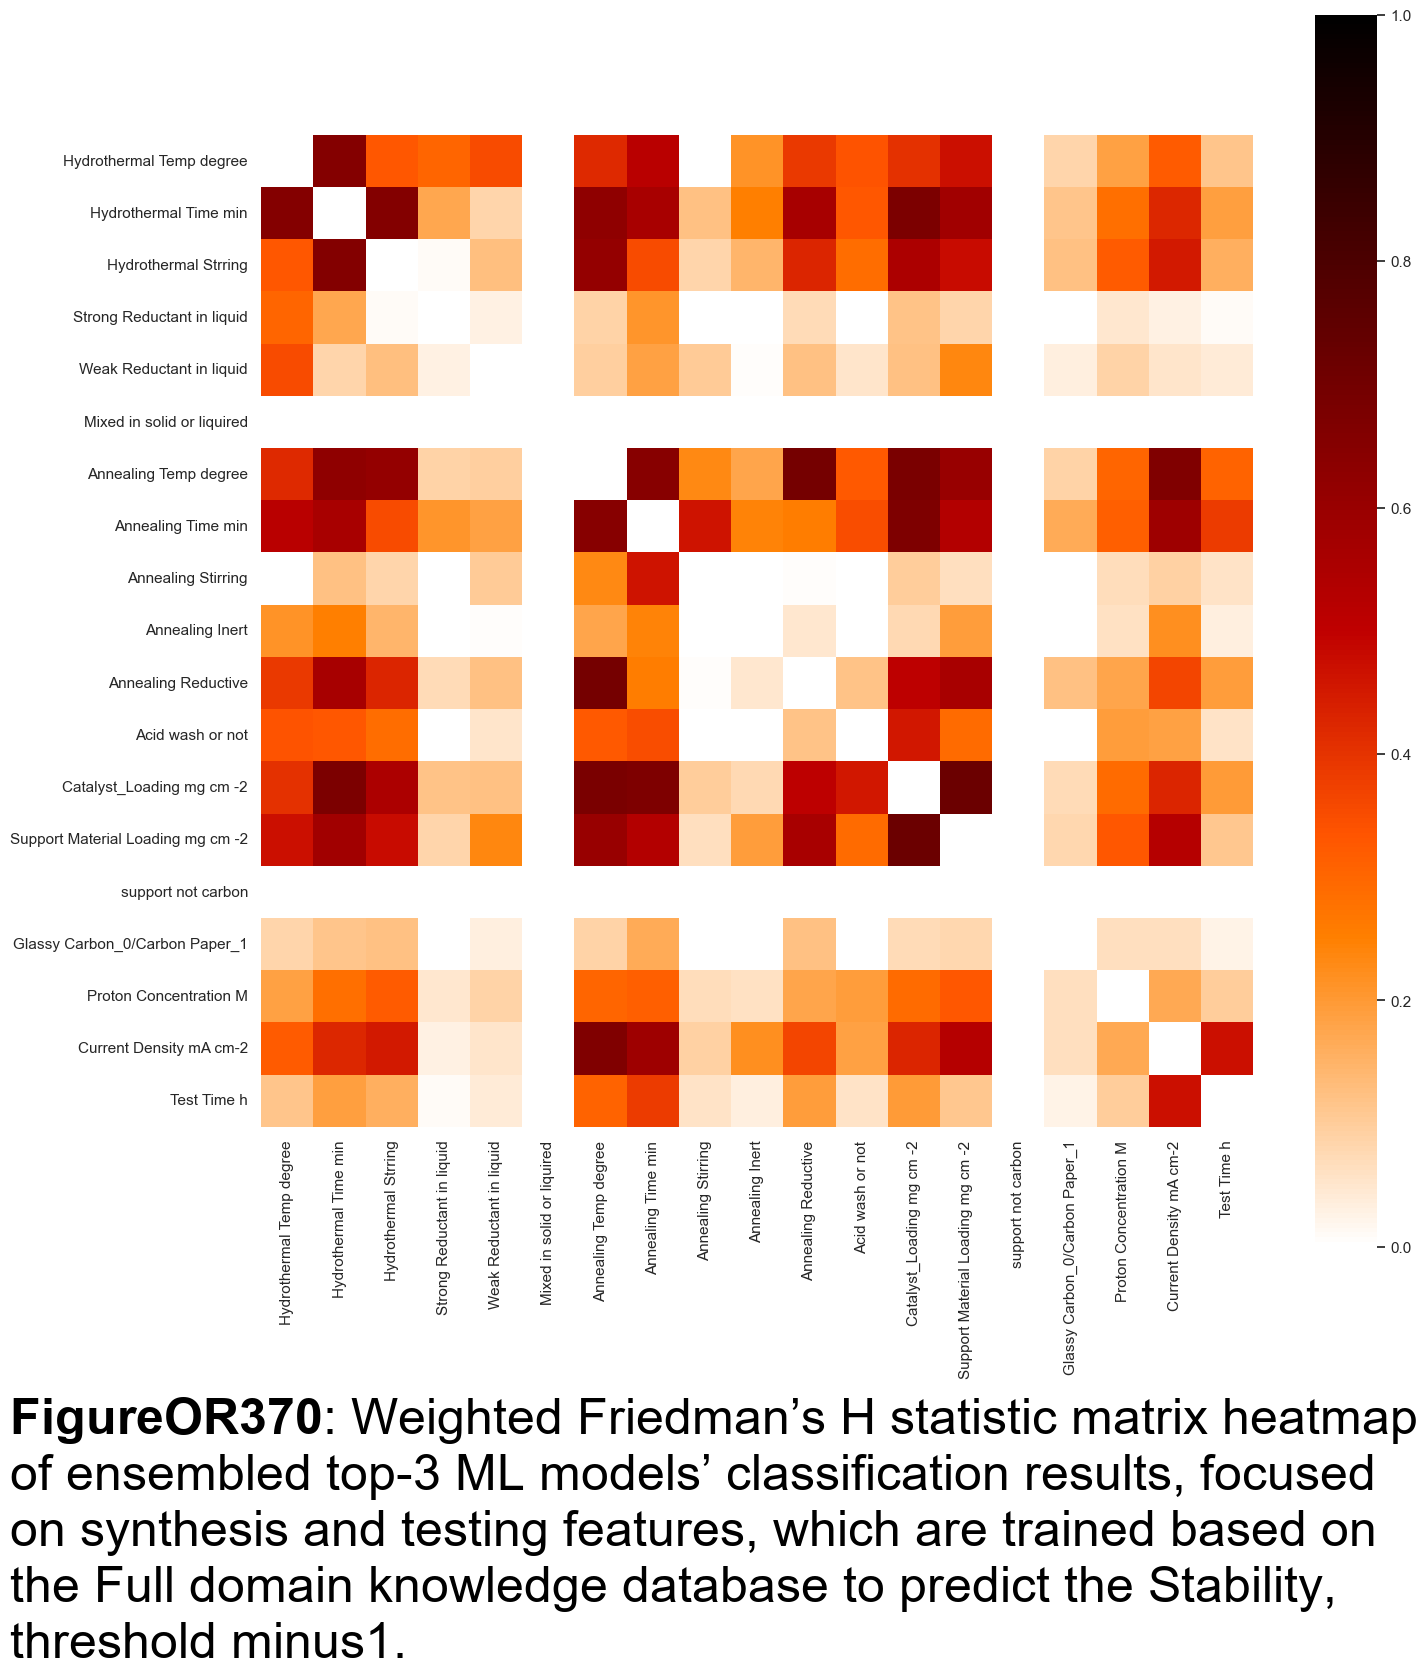 1.0
Hydrothermal Temp degree
Hydrothermal Time min
0.8
Hydrothermal Strring
Strong Reductant in liquid
Weak Reductant in liquid
Mixed in solid or liquired
Annealing Temp degree
0.6
Annealing Time min
Annealing Stirring
Annealing Inert
Annealing Reductive
Acid wash or not
0.4
Catalyst_Loading mg cm -2
Support Material Loading mg cm -2
support not carbon
Glassy Carbon_0/Carbon Paper_1
Proton Concentration M
0.2
Current Density mA cm-2
Test Time h
0.0
Hydrothermal Temp degree
Hydrothermal Time min
Hydrothermal Strring
Strong Reductant in liquid
Weak Reductant in liquid
Mixed in solid or liquired
Annealing Temp degree
Annealing Time min
Annealing Stirring
Annealing Inert
Annealing Reductive
Acid wash or not
Catalyst_Loading mg cm -2
Support Material Loading mg cm -2
support not carbon
Glassy Carbon_0/Carbon Paper_1
Proton Concentration M
Current Density mA cm-2
Test Time h
FigureOR370: Weighted Friedman’s H statistic matrix heatmap
of ensembled top-3 ML models’ classification results, focused
on synthesis and testing features, which are trained based on
the Full domain knowledge database to predict the Stability,
threshold minus1.